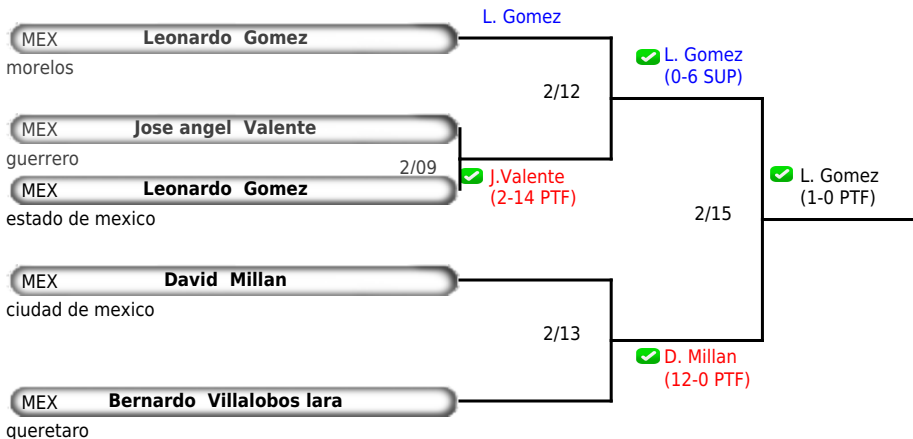 L. Gomez
MEX Leonardo Gomez
morelos
L. Gomez
(0-6 SUP)
2/12
MEX Jose angel Valente
guerrero
2/09
J.Valente
(2-14 PTF)
MEX Leonardo Gomez
estado de mexico
L. Gomez
(1-0 PTF)
2/15
MEX David Millan
ciudad de mexico
2/13
D. Millan
(12-0 PTF)
MEX Bernardo Villalobos lara
queretaro